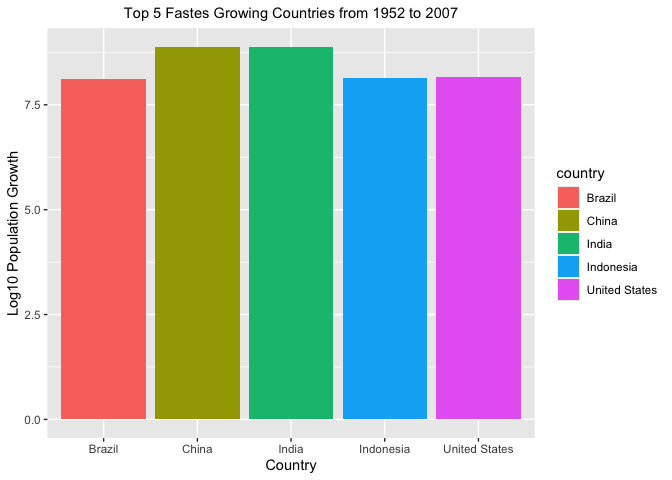 Top 5 Fastes Growing Countries from 1952 to 2007
Log10 Population Growth
7.5
5.0
2.5
0.0
Brazil
China
India
Indonesia
United States
Country
country
Brazil
China
India
Indonesia
United States